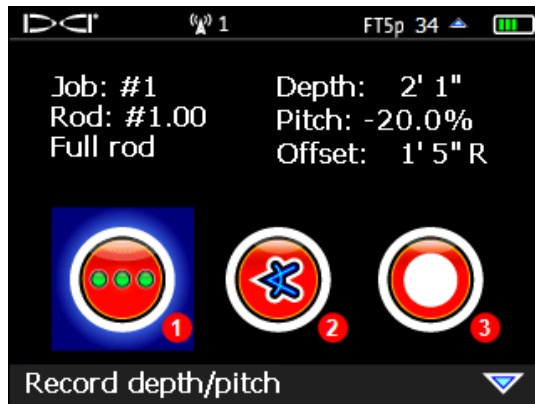 DCI
1
FT5p 34
Job: #1
Rod: #1.00
Full rod
Depth: 2' 1"
Pitch: -20.0%
Offset: 1' 5" R
1
2
3
Record depth/pitch